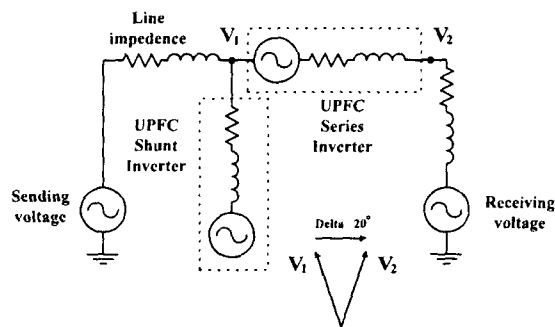 Line
impedence
V1
V2
UPFC
Shunt
Inverter
UPFC
Series
Inverter
Sending
voltage
Receiving
voltage
Delta 20°
V1
V2